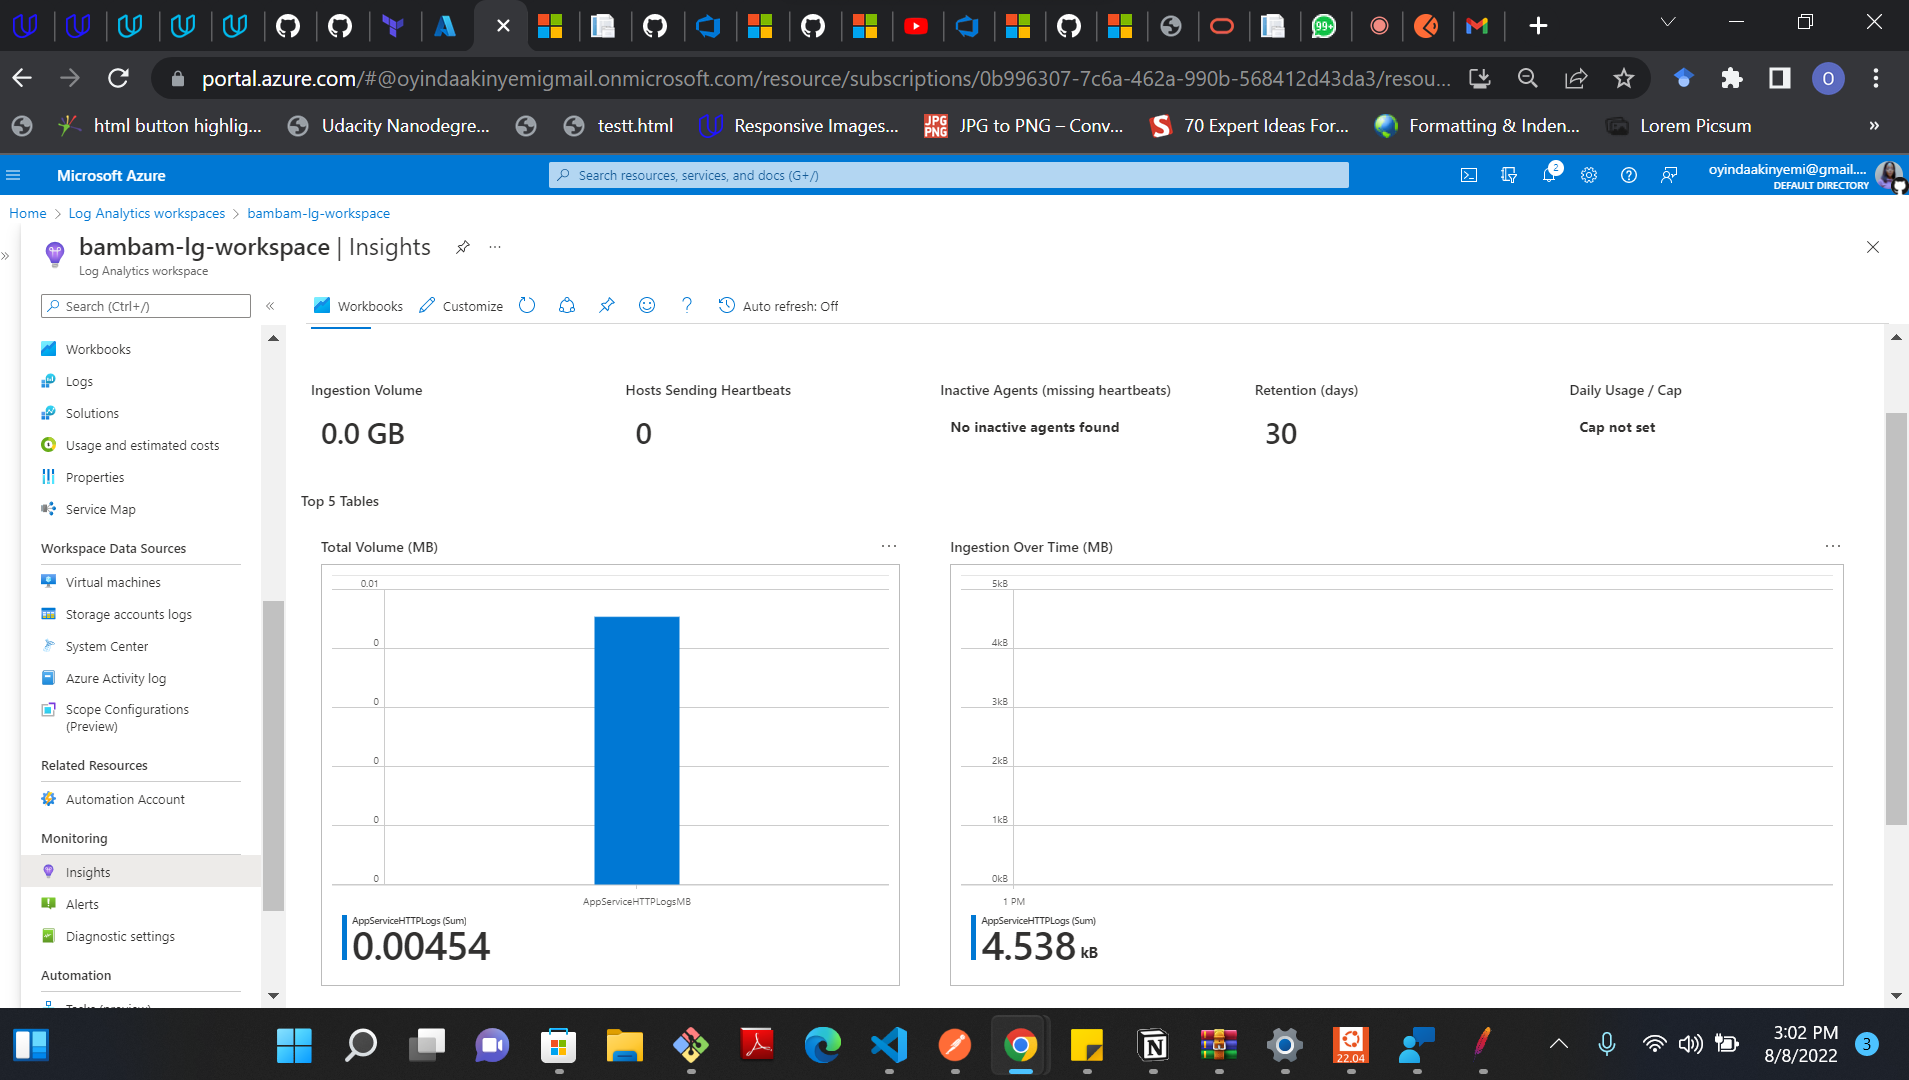 portal.azure.com/#@oyindaakinyemigmail.onmicrosoft.com/resource/subscriptions/0b996307-7c6a-462a-990b-568412d43da3/resou...
O
html button highlig...
Udacity Nanodegre...
testt.html
Responsive Images...
JPG to PNG – Conv...
70 Expert Ideas For...
Formatting & Inden...
Lorem Picsum
»
Microsoft Azure
Search resources, services, and docs (G+/)
2
oyindaakinyemi@gmail....
DEFAULT DIRECTORY
Home > Log Analytics workspaces > bambam-lg-workspace
bambam-lg-workspace | Insights
Log Analytics workspace
Search (Ctrl+/)
Workbooks
Customize
Auto refresh: Off
Workbooks
Logs
Solutions
Usage and estimated costs
Properties
Service Map
Workspace Data Sources
Virtual machines
Storage accounts logs
System Center
Azure Activity log
Scope Configurations
(Preview)
Related Resources
Automation Account
Monitoring
Insights
Alerts
Diagnostic settings
Automation
Tasks (preview)
Ingestion Volume
0.0 GB
Hosts Sending Heartbeats
0
Inactive Agents (missing heartbeats)
No inactive agents found
Retention (days)
30
Daily Usage / Cap
Cap not set
Top 5 Tables
Total Volume (MB)
0.01
0
0
0
0
0
AppServiceHTTPLogsMB
AppServiceHTTPLogs (Sum)
0.00454
Ingestion Over Time (MB)
5kB
4kB
3kB
2kB
1kB
0kB
1 PM
AppServiceHTTPLogs (Sum)
4.538 kB
22.04
3:02 PM
8/8/2022
3